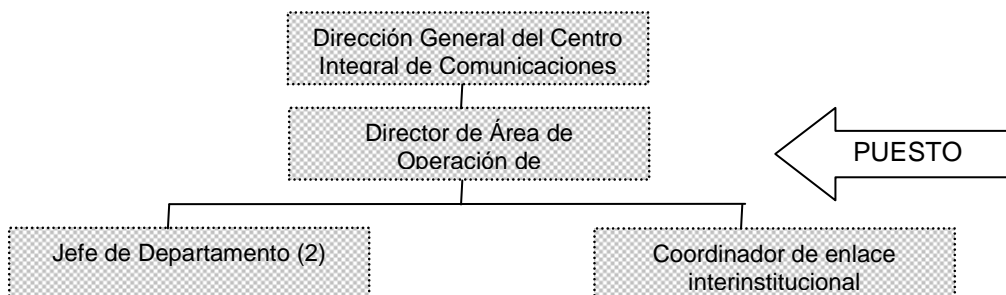 Dirección General del Centro
Integral de Comunicaciones
Director de Área de
Operación de
PUESTO
Jefe de Departamento (2)
Coordinador de enlace
interinstitucional